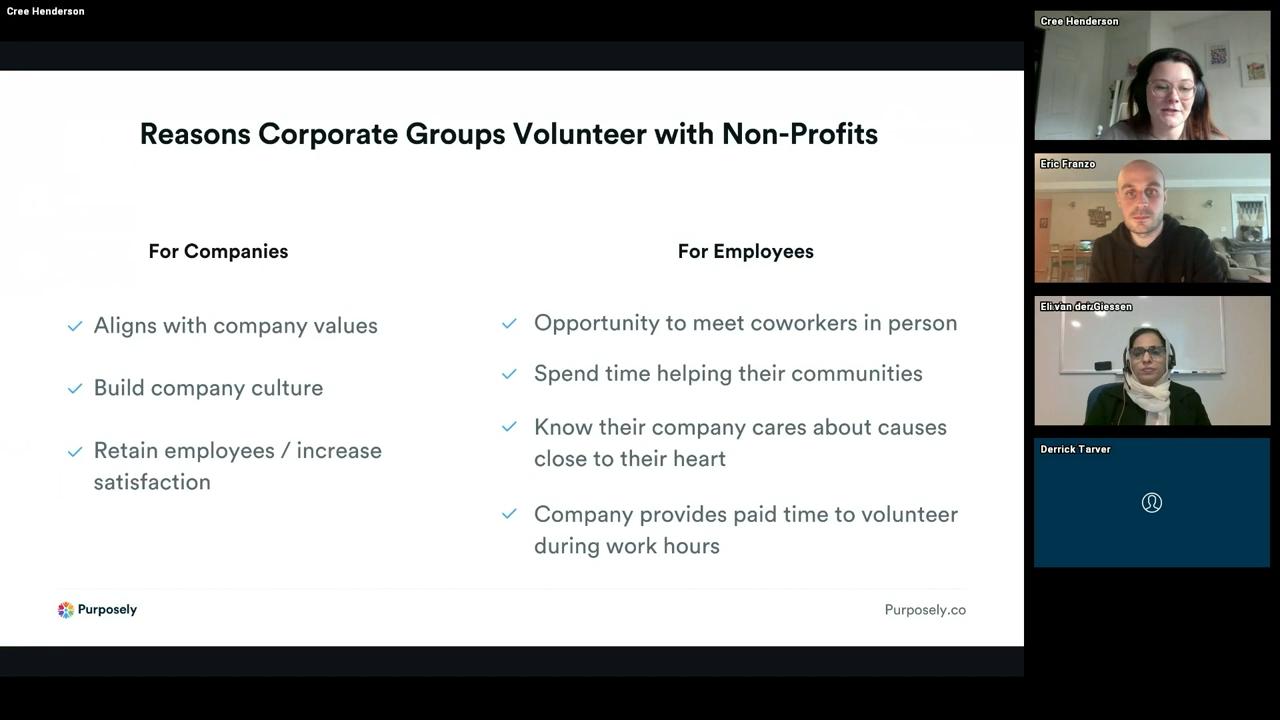 Cree Henderson
Reasons Corporate Groups Volunteer with Non-Profits
For Companies
Aligns with company values
Build company culture
Retain employees / increase
satisfaction
For Employees
Opportunity to meet coworkers in person
Spend time helping their communities
Know their company cares about causes
close to their heart
Company provides paid time to volunteer
during work hours
Purposely
Purposely.co
Cree Henderson
Eric Franzo
Eli van der Giessen
Derrick Tarver